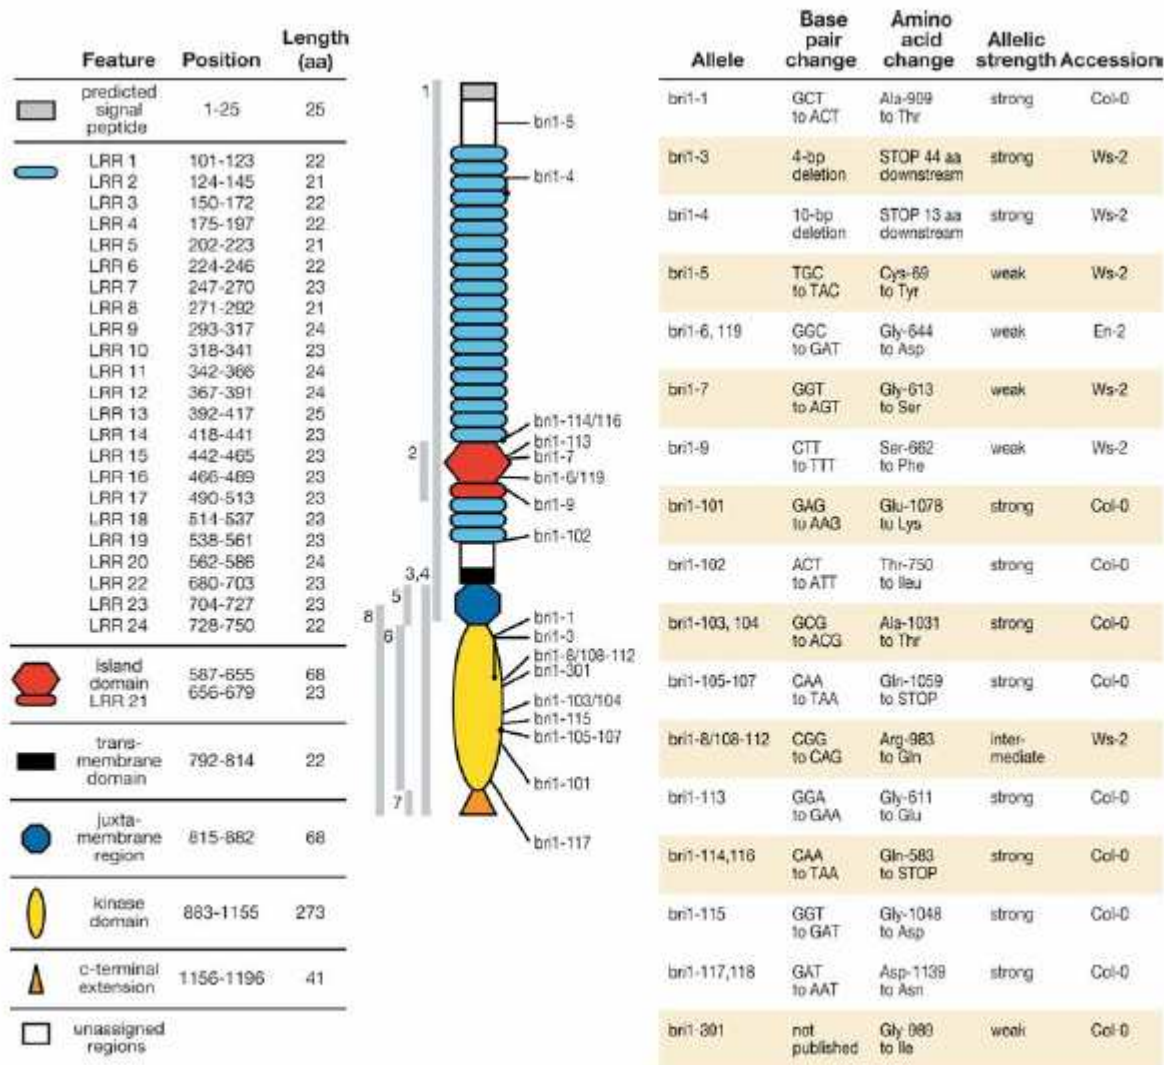 Feature Position Length (aa)
predicted signal peptide 1-25 25
LRR 1 101-123 22
LRR 2 124-145 21
LRR 3 150-172 22
LRR 4 175-197 22
LRR 5 202-223 21
LRR 6 224-246 22
LRR 7 247-270 23
LRR 8 271-292 21
LRR 9 293-317 24
LRR 10 318-341 23
LRR 11 342-366 24
LRR 12 367-391 24
LRR 13 392-417 25
LRR 14 418-441 23
LRR 15 442-465 23
LRR 16 466-489 23
LRR 17 490-513 23
LRR 18 514-537 23
LRR 19 538-561 23
LRR 20 562-586 24
LRR 22 680-703 23
LRR 23 704-727 23
LRR 24 728-750 22
island domain 587-655 68
LRR 21 656-679 23
trans-membrane domain 792-814 22
juxta-membrane region 815-882 68
kinase domain 883-1155 273
c-terminal extension 1156-1196 41
unassigned regions
1
2
3,4
5
6
8
7
bri1-5
bri1-4
bri1-114/116
bri1-113
bri1-7
bri1-6/119
bri1-9
bri1-102
bri1-1
bri1-3
bri1-8/108-112
bri1-301
bri1-103/104
bri1-115
bri1-105-107
bri1-101
bri1-117
Allele Base pair change Amino acid change Allelic strength Accession
bri1-1 GCT to ACT Ala-909 to Thr strong Col-0
bri1-3 4-bp deletion STOP 44 aa downstream strong Ws-2
bri1-4 10-bp deletion STOP 13 aa downstream strong Ws-2
bri1-5 TGC to TAC Cys-69 to Tyr weak Ws-2
bri1-6, 119 GGC to GAT Gly-644 to Asp weak En-2
bri1-7 GGT to AGT Gly-613 to Ser weak Ws-2
bri1-9 CTT to TTT Ser-662 to Phe weak Ws-2
bri1-101 GAG to AAG Glu-1078 to Lys strong Col-0
bri1-102 ACT to ATT Thr-750 to Ileu strong Col-0
bri1-103, 104 GCG to ACG Ala-1031 to Thr strong Col-0
bri1-105-107 CAA to TAA Gln-1059 to STOP strong Col-0
bri1-8/108-112 CGG to CAG Arg-983 to Gln inter-mediate Ws-2
bri1-113 GGA to GAA Gly-611 to Glu strong Col-0
bri1-114,116 CAA to TAA Gln-583 to STOP strong Col-0
bri1-115 GGT to GAT Gly-1048 to Asp strong Col-0
bri1-117,118 GAT to AAT Asp-1139 to Asn strong Col-0
bri1-301 not published Gly-989 to Ile weak Col-0